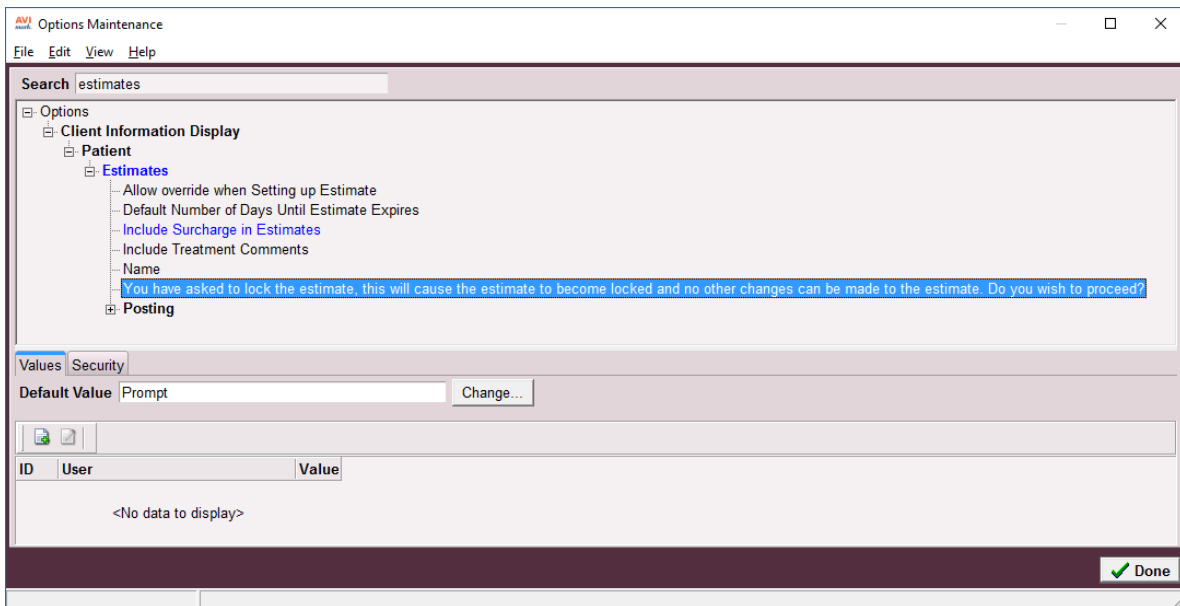 AVI mark Options Maintenance
File Edit View Help
Search estimates
Options
Client Information Display
Patient
Estimates
Allow override when Setting up Estimate
Default Number of Days Until Estimate Expires
Include Surcharge in Estimates
Include Treatment Comments
Name
You have asked to lock the estimate, this will cause the estimate to become locked and no other changes can be made to the estimate. Do you wish to proceed?
Posting
Values Security
Default Value Prompt Change...
ID User Value
<No data to display>
Done